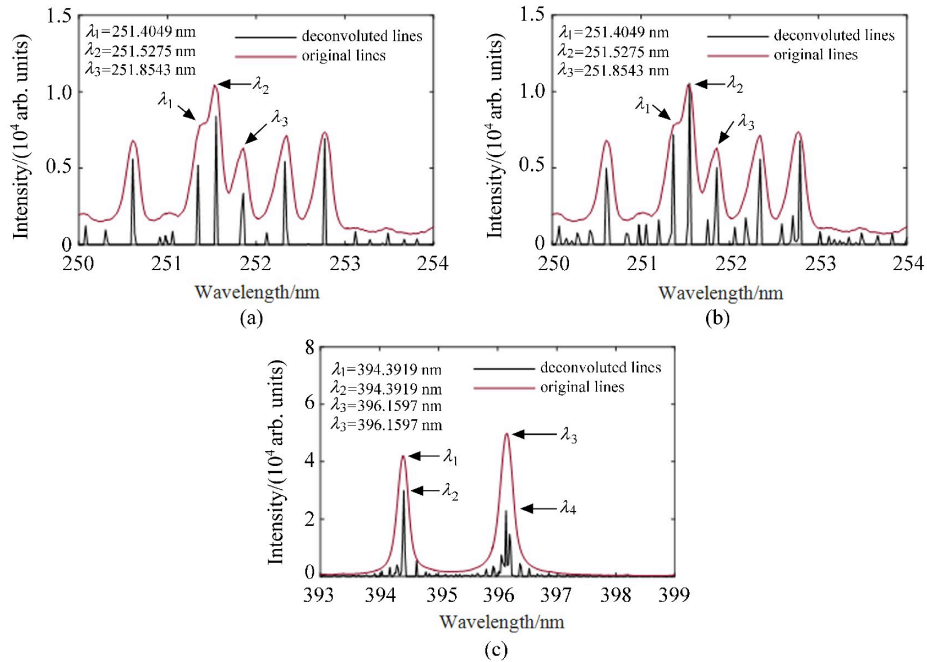 1.5
λ1=251.4049 nm
λ2=251.5275 nm
λ3=251.8543 nm
deconvoluted lines
original lines
λ2
λ1
λ3
1.0
0.5
0
Intensity/(10⁴ arb. units)
250 251 252 253 254
Wavelength/nm
(a)
1.5
λ1=251.4049 nm
λ2=251.5275 nm
λ3=251.8543 nm
deconvoluted lines
original lines
λ2
λ1
λ3
1.0
0.5
0
Intensity/(10⁴ arb. units)
250 251 252 253 254
Wavelength/nm
(b)
8
λ1=394.3919 nm
λ2=394.3919 nm
λ3=396.1597 nm
λ3=396.1597 nm
deconvoluted lines
original lines
λ3
λ1
λ2
λ4
6
4
2
0
Intensity/(10⁴ arb. units)
393 394 395 396 397 398 399
Wavelength/nm
(c)